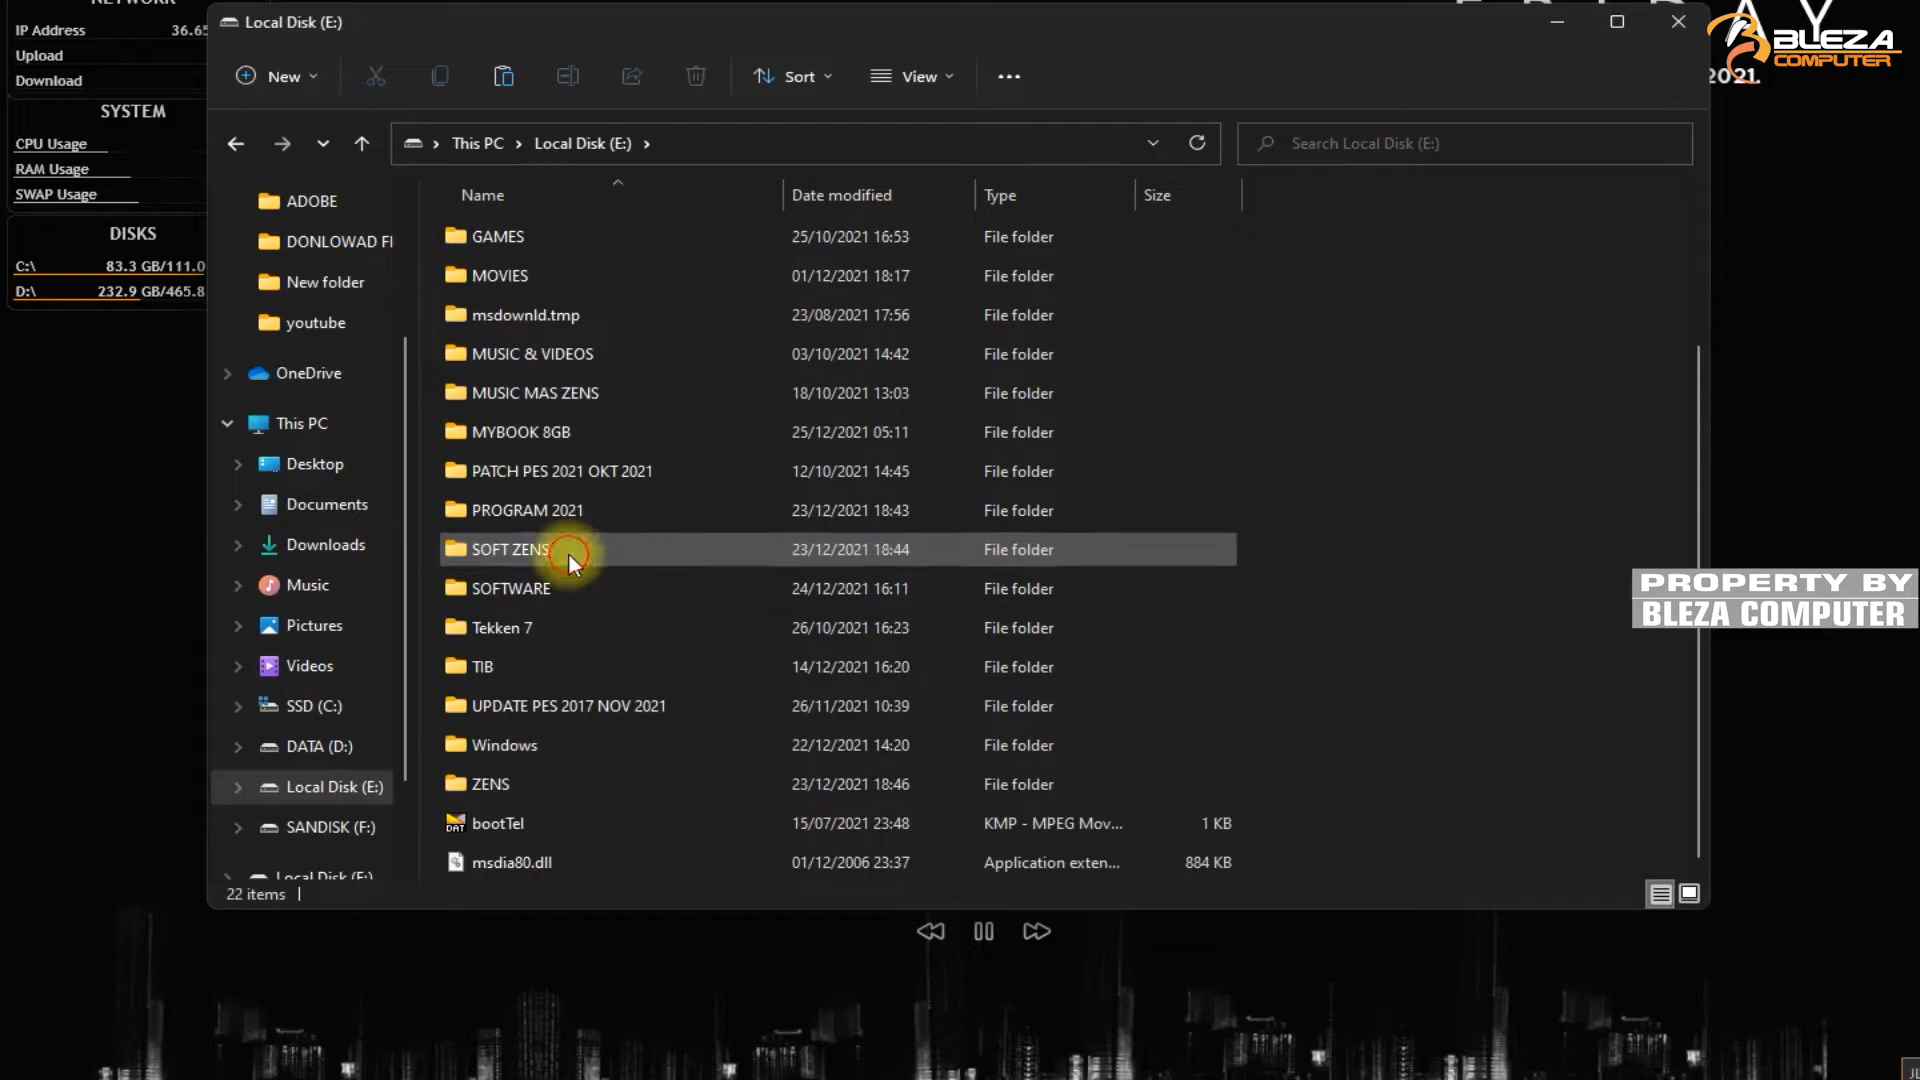 NETWORK
IP Address 36.65
Upload
Download
SYSTEM
CPU Usage
RAM Usage
SWAP Usage
DISKS
C:\ 83.3 GB/111.0
D:\ 232.9 GB/465.8
Local Disk (E:)
New
Sort
View
This PC > Local Disk (E:) >
Search Local Disk (E:)
ADOBE
DONLOWAD FI
New folder
youtube
OneDrive
This PC
Desktop
Documents
Downloads
Music
Pictures
Videos
SSD (C:)
DATA (D:)
Local Disk (E:)
SANDISK (F:)
Name Date modified Type Size
GAMES 25/10/2021 16:53 File folder
MOVIES 01/12/2021 18:17 File folder
msdownld.tmp 23/08/2021 17:56 File folder
MUSIC & VIDEOS 03/10/2021 14:42 File folder
MUSIC MAS ZENS 18/10/2021 13:03 File folder
MYBOOK 8GB 25/12/2021 05:11 File folder
PATCH PES 2021 OKT 2021 12/10/2021 14:45 File folder
PROGRAM 2021 23/12/2021 18:43 File folder
SOFT ZENS 23/12/2021 18:44 File folder
SOFTWARE 24/12/2021 16:11 File folder
Tekken 7 26/10/2021 16:23 File folder
TIB 14/12/2021 16:20 File folder
UPDATE PES 2017 NOV 2021 26/11/2021 10:39 File folder
Windows 22/12/2021 14:20 File folder
ZENS 23/12/2021 18:46 File folder
bootTel 15/07/2021 23:48 KMP - MPEG Mov... 1 KB
msdia80.dll 01/12/2006 23:37 Application exten... 884 KB
22 items
BLEZA
COMPUTER
2021.
PROPERTY BY
BLEZA COMPUTER